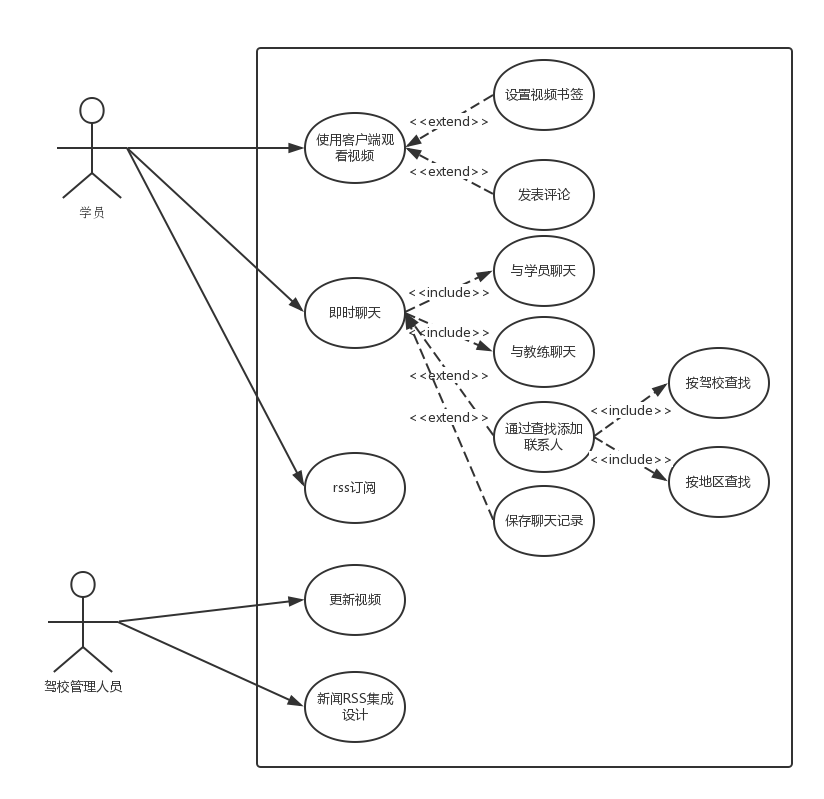 设置视频书签
<<extend>>
使用客户端观
看视频
<<extend>>
发表评论
学员
与学员聊天
<<include>>
即时聊天
<<include>>
与教练聊天
<<extend>>
按驾校查找
<<include>>
<<extend>>
通过查找添加
联系人
<<include>>
按地区查找
rss订阅
保存聊天记录
更新视频
驾校管理人员
新闻RSS集成
设计